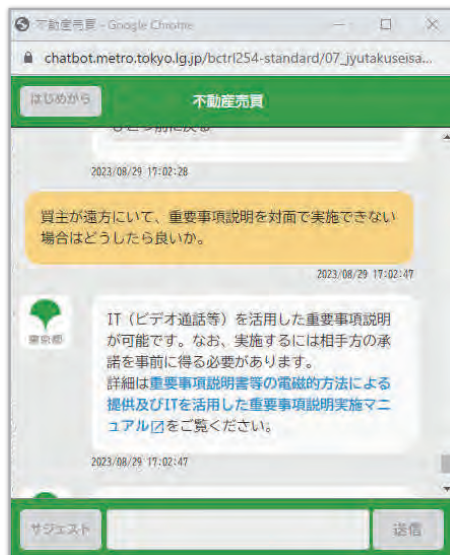 不動産売買 - Google Chrome
chatbot.metro.tokyo.lg.jp/bctrl254-standard/07_jyutakuseisa...
はじめから
不動産売買
ひとつ前に戻る
2023/08/29 17:02:28
買主が遠方にいて、重要事項説明を対面で実施できない
場合はどうしたら良いか。
2023/08/29 17:02:47
東京都
IT（ビデオ通話等）を活用した重要事項説明
が可能です。なお、実施するには相手方の承
諾を事前に得る必要があります。
詳細は重要事項説明書等の電磁的方法による
提供及びITを活用した重要事項説明実施マニ
ュアルをご覧ください。
2023/08/29 17:02:47
サジェスト
送信